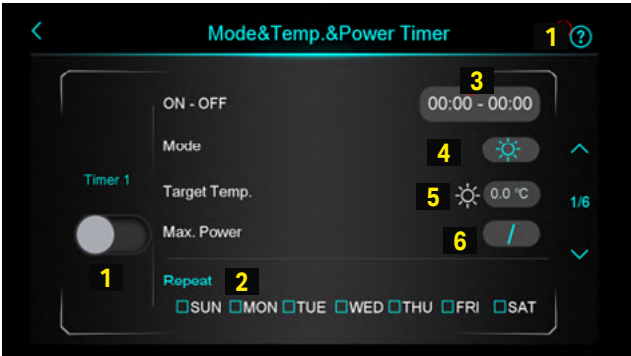 Mode&Temp.&Power Timer 1 ?
3
ON - OFF 00:00 - 00:00
Mode 4
Timer 1
Target Temp. 5 0.0 °C
1/6
Max. Power 6 /
1
Repeat 2
SUN MON TUE WED THU FRI SAT